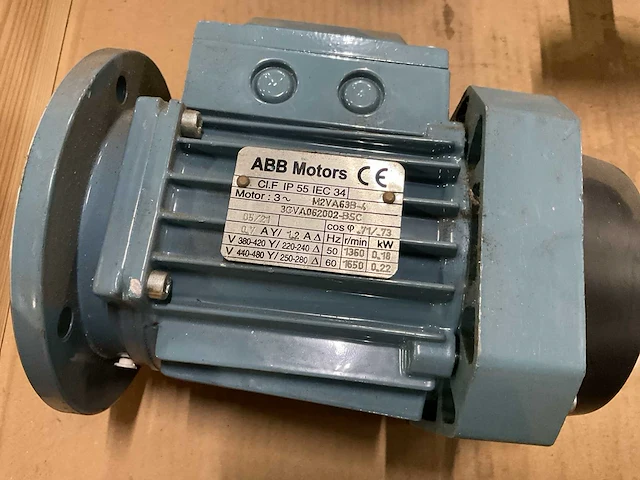 ABB Motors CE
Cl.F IP 55 IEC 34
Motor: 3~ M2VA63B-4
3GVA062002-BSC
05/21 cos φ .71/.73
0.7 A Y/ 1.2 A Δ Hz r/min kW
V 380-420 Y/ 220-240 Δ 50 1360 0.18
V 440-480 Y/ 250-280 Δ 60 1650 0.22